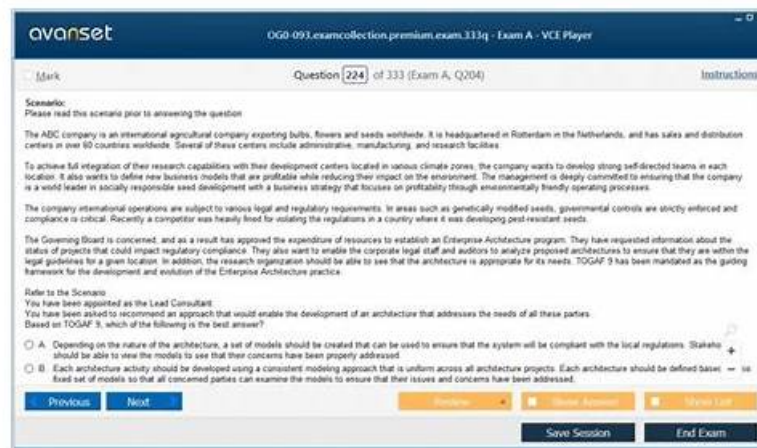 avanset
OG0-093.examcollection.premium.exam.333q - Exam A - VCE Player
Mark
Question 224 of 333 (Exam A, Q204)
Instructions
Scenario:
Please read this scenario prior to answering the question
The ABC company is an international agricultural company exporting bulbs, flowers and seeds worldwide. It is headquartered in Rotterdam in the Netherlands, and has sales and distribution
centers in over 60 countries worldwide. Several of these centers include administrative, manufacturing, and research facilities.
To achieve full integration of their research capabilities with their development centers located in various climate zones, the company wants to develop strong self-directed teams in each
location. It also wants to define new business models that are profitable while reducing their impact on the environment. The management is deeply committed to ensuring that the company
is a world leader in socially responsible seed development with a business strategy that focuses on profitability through environmentally friendly operating processes.
The company international operations are subject to various legal and regulatory requirements. In areas such as genetically modified seeds, governmental controls are strictly enforced and
compliance is critical. Recently a competitor was heavily fined for violating the regulations in a country where it was developing pest-resistant seeds.
The Governing Board is concerned, and as a result has approved the expenditure of resources to establish an Enterprise Architecture program. They have requested information about the
status of projects that could impact regulatory compliance. They also want to enable the corporate legal staff and auditors to analyze proposed architectures to ensure that they are within the
legal guidelines for a given location. In addition, the research organization should be able to see that the architecture is appropriate for its needs. TOGAF 9 has been mandated as the guiding
framework for the development and evolution of the Enterprise Architecture practice.
Refer to the Scenario
You have been appointed as the Lead Consultant
You have been asked to recommend an approach that would enable the development of an architecture that addresses the needs of all these parties.
Based on TOGAF 9, which of the following is the best answer?
A Depending on the nature of the architecture, a set of models should be created that can be used to ensure that the system will be compliant with the local regulations. Stakeho
should be able to view the models to see that their concerns have been properly addressed.
B Each architecture activity should be developed using a consistent modeling approach that is uniform across all architecture projects. Each architecture should be defined based
fixed set of models so that all concerned parties can examine the models to ensure that their issues and concerns have been addressed.
Previous
Next
Review
Show Answer
Show List
Save Session
End Exam